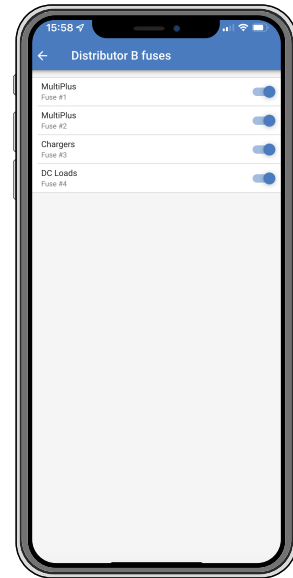 15:58
Distributor B fuses
MultiPlus
Fuse #1
MultiPlus
Fuse #2
Chargers
Fuse #3
DC Loads
Fuse #4